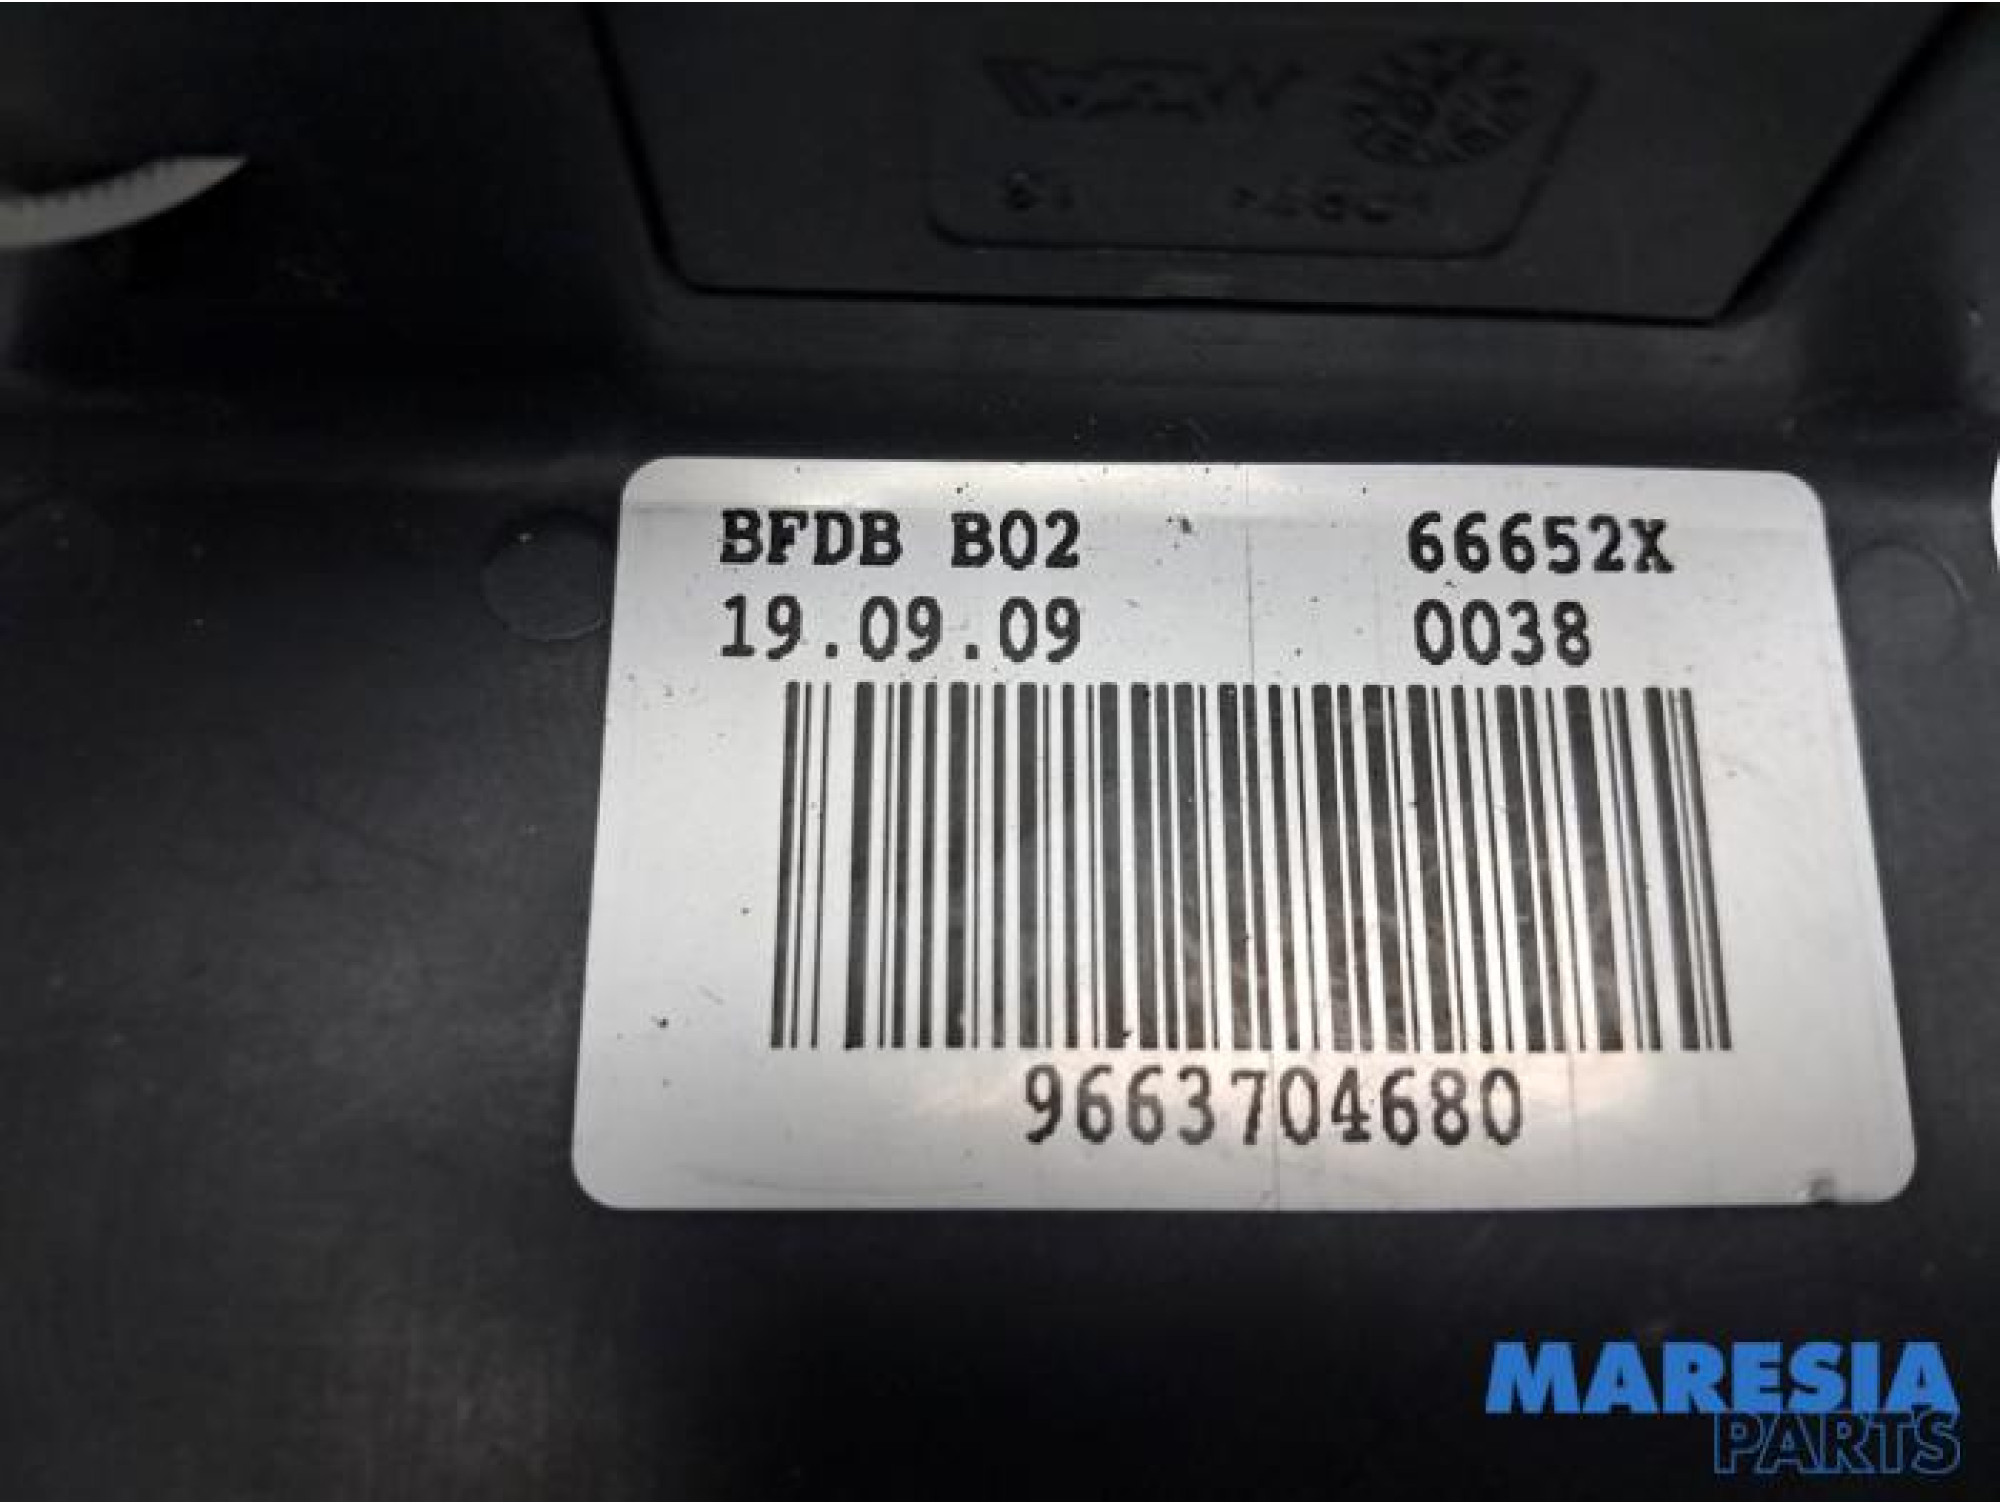 BFDB B02 66652X
19.09.09 0038
9663704680
MARESIA
PARTS